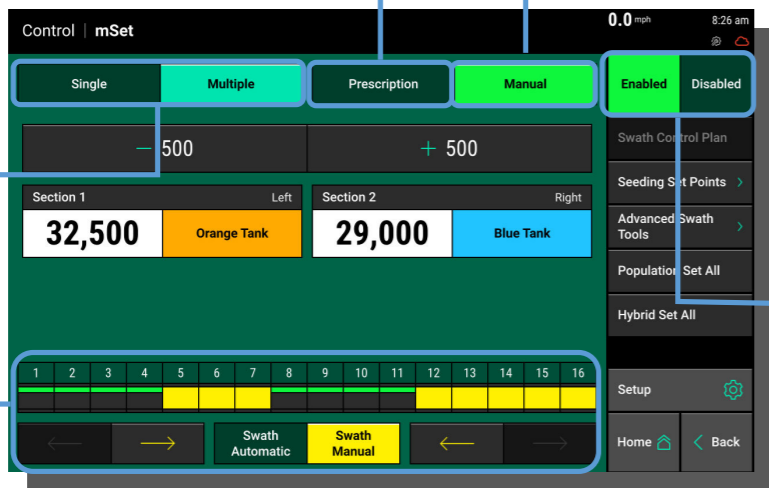 Control | mSet
0.0 mph
8:26 am
Single
Multiple
Prescription
Manual
Enabled
Disabled
− 500
+ 500
Swath Control Plan
Seeding Set Points >
Section 1
Left
Section 2
Right
32,500
Orange Tank
29,000
Blue Tank
Advanced Swath
Tools >
Population Set All
Hybrid Set All
1 2 3 4 5 6 7 8 9 10 11 12 13 14 15 16
← →
Swath
Automatic
Swath
Manual
← →
Setup
Home
< Back